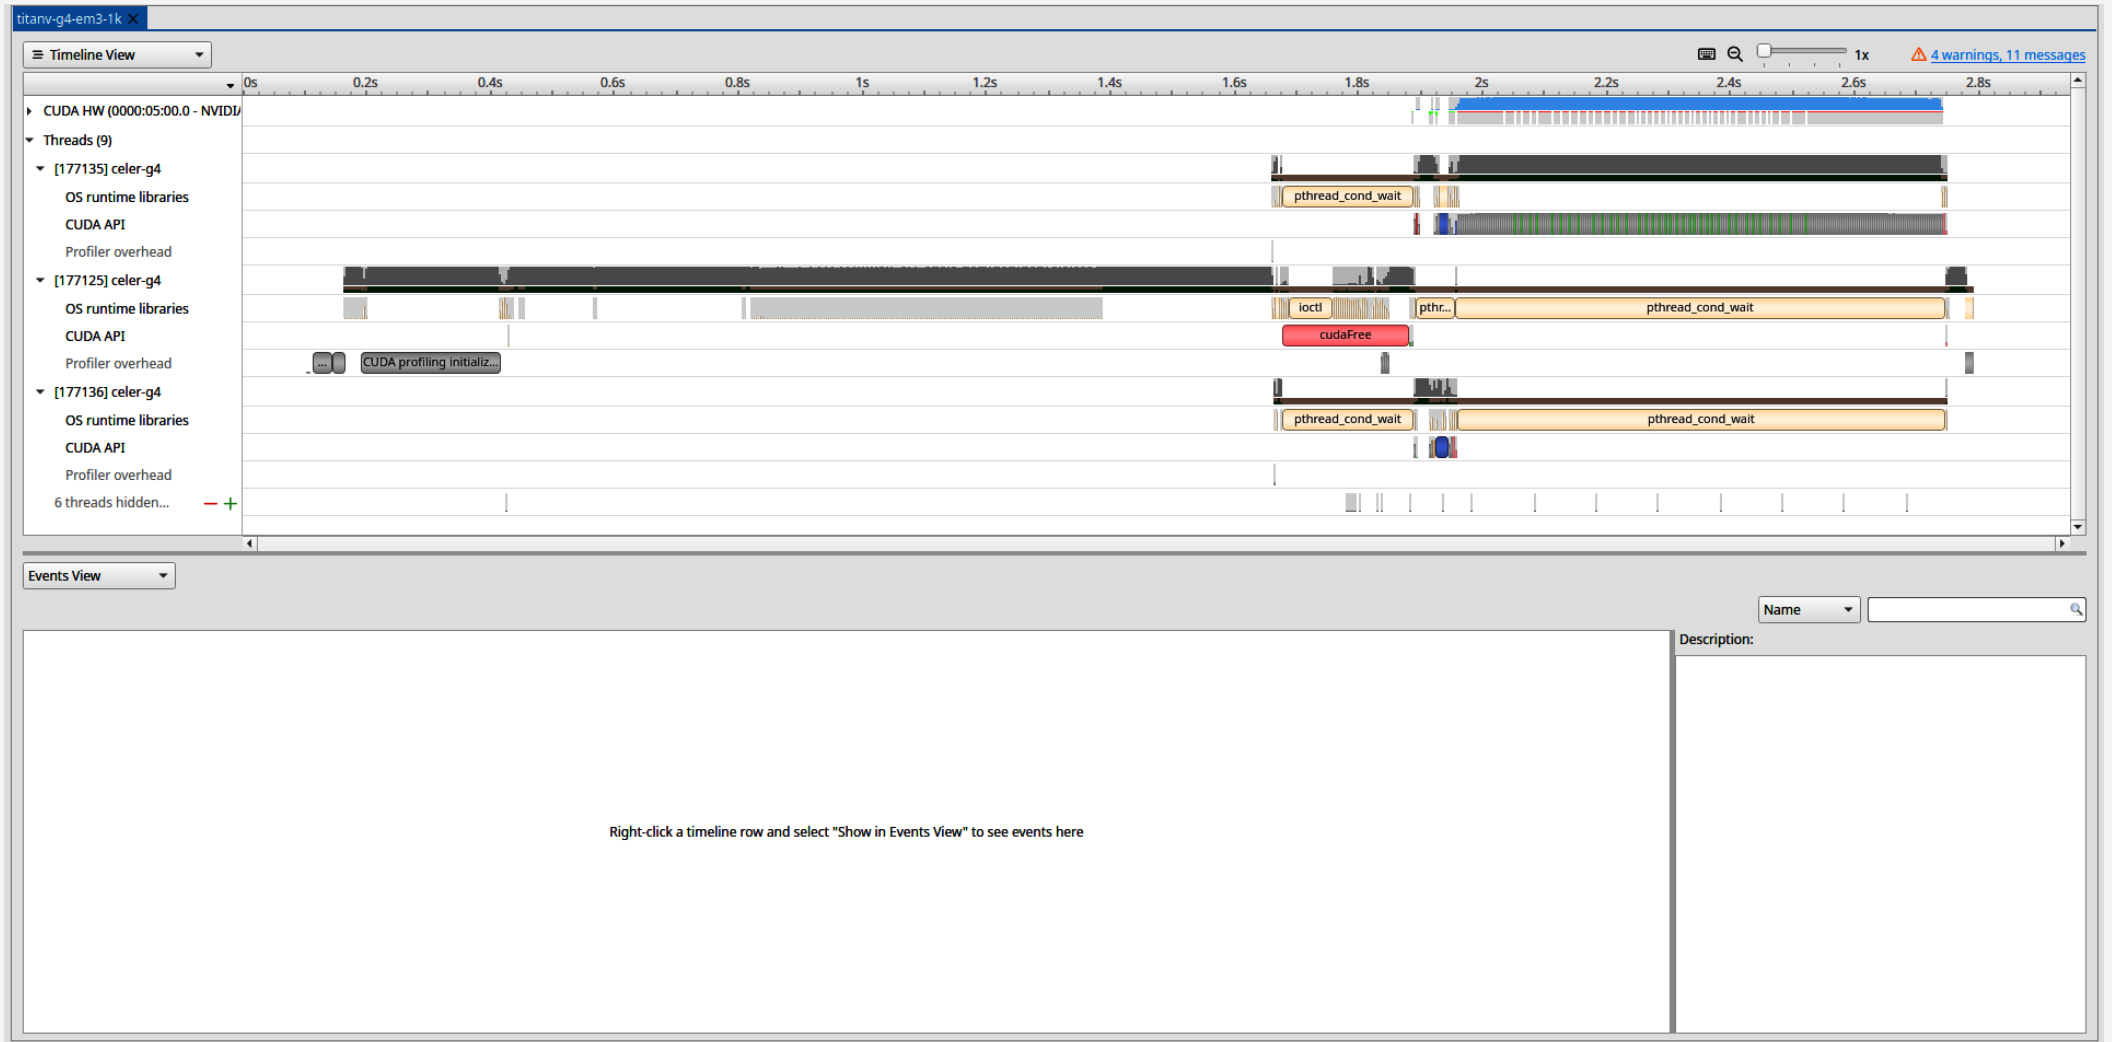 titanv-g4-em3-1k
Timeline View
1x
4 warnings, 11 messages
0s 0.2s 0.4s 0.6s 0.8s 1s 1.2s 1.4s 1.6s 1.8s 2s 2.2s 2.4s 2.6s 2.8s
CUDA HW (0000:05:00.0 - NVIDIA
Threads (9)
[177135] celer-g4
OS runtime libraries
pthread_cond_wait
CUDA API
Profiler overhead
[177125] celer-g4
OS runtime libraries
ioctl pthr... pthread_cond_wait
CUDA API
cudaFree
Profiler overhead
... CUDA profiling initializ...
[177136] celer-g4
OS runtime libraries
pthread_cond_wait pthread_cond_wait
CUDA API
Profiler overhead
6 threads hidden... − +
Events View
Name
Description:
Right-click a timeline row and select "Show in Events View" to see events here